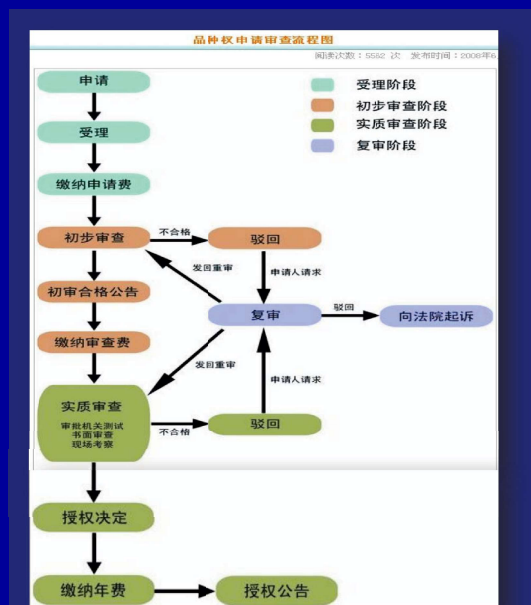 品种权申请审查流程图
阅读次数：5582 次 发布时间：2008年6
申请
受理阶段
初步审查阶段
实质审查阶段
复审阶段
受理
缴纳申请费
初步审查
不合格
驳回
发回重审
申请人请求
初审合格公告
复审
驳回
向法院起诉
缴纳审查费
发回重审
申请人请求
实质审查
审批机关测试
书面审查
现场考察
不合格
驳回
授权决定
缴纳年费
授权公告